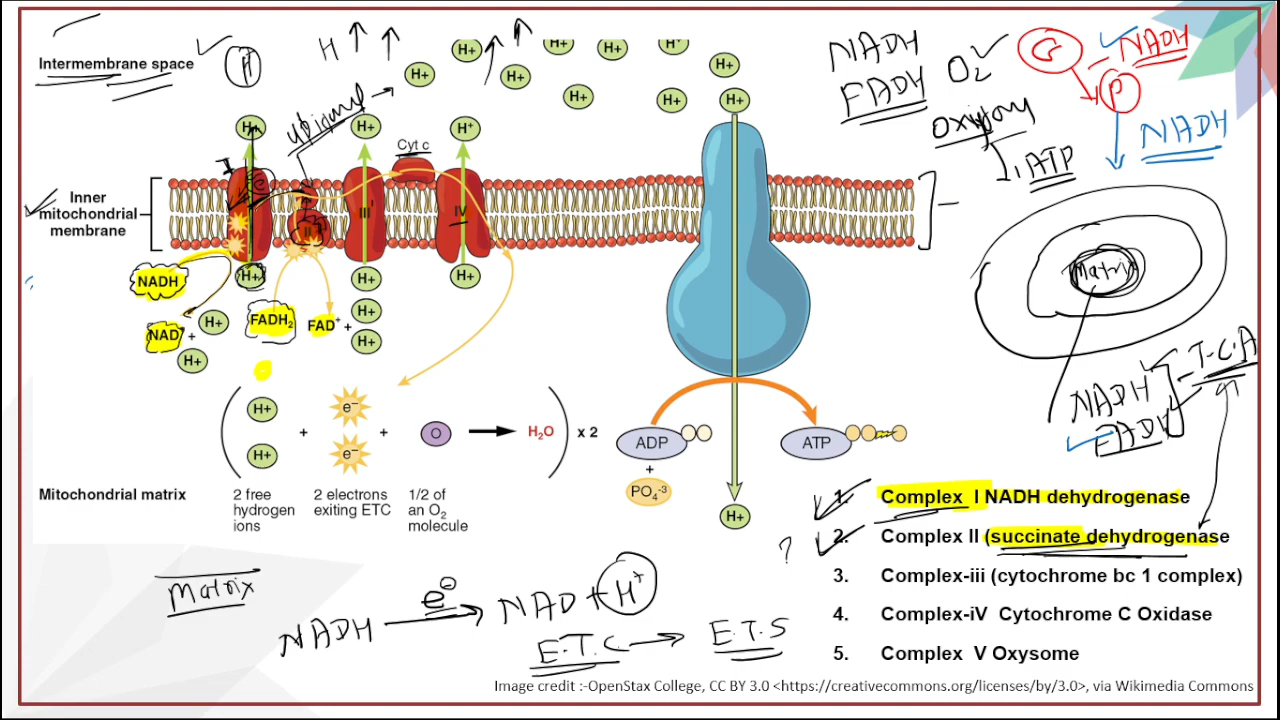 Intermembrane space
H+
H
H+
H+
H+
H+
H+
H+
H+
H+
H+
H+
NADH
FADH
O2
oxisony
ATP
G
NADH
P
NADH
H+
H+
H+
Cyt c
I
II
III
IV
Inner
mitochondrial
membrane
Matrix
NADH
H+
H+
H+
NAD+ +
H+
H+
FADH2
FAD+ +
H+
H+
NADH
FADH
T.C.A
H+
H+
+
e-
e-
+
O
H2O
x 2
ADP
+
PO4-3
ATP
H+
Mitochondrial matrix
2 free
hydrogen
ions
2 electrons
exiting ETC
1/2 of
an O2
molecule
1. Complex I NADH dehydrogenase
? 2. Complex II (succinate dehydrogenase
3. Complex-iii (cytochrome bc 1 complex)
4. Complex-iV Cytochrome C Oxidase
5. Complex V Oxysome
Matrix
NADH e⊖ NAD + H+
E.T.C. E.T.S
Image credit :-OpenStax College, CC BY 3.0 <https://creativecommons.org/licenses/by/3.0>, via Wikimedia Commons